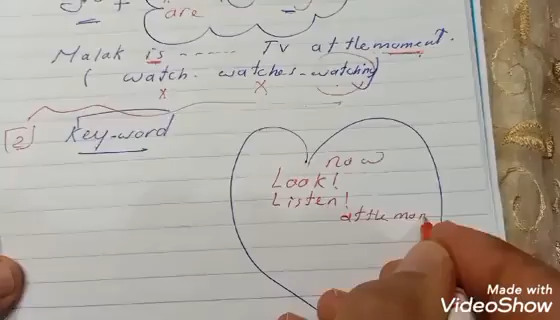 are
Malak is ------ TV at the moment.
( watch. watches - watching)
x x
2 Key-word
now
Look!
Listen!
at the mom
Made with
VideoShow